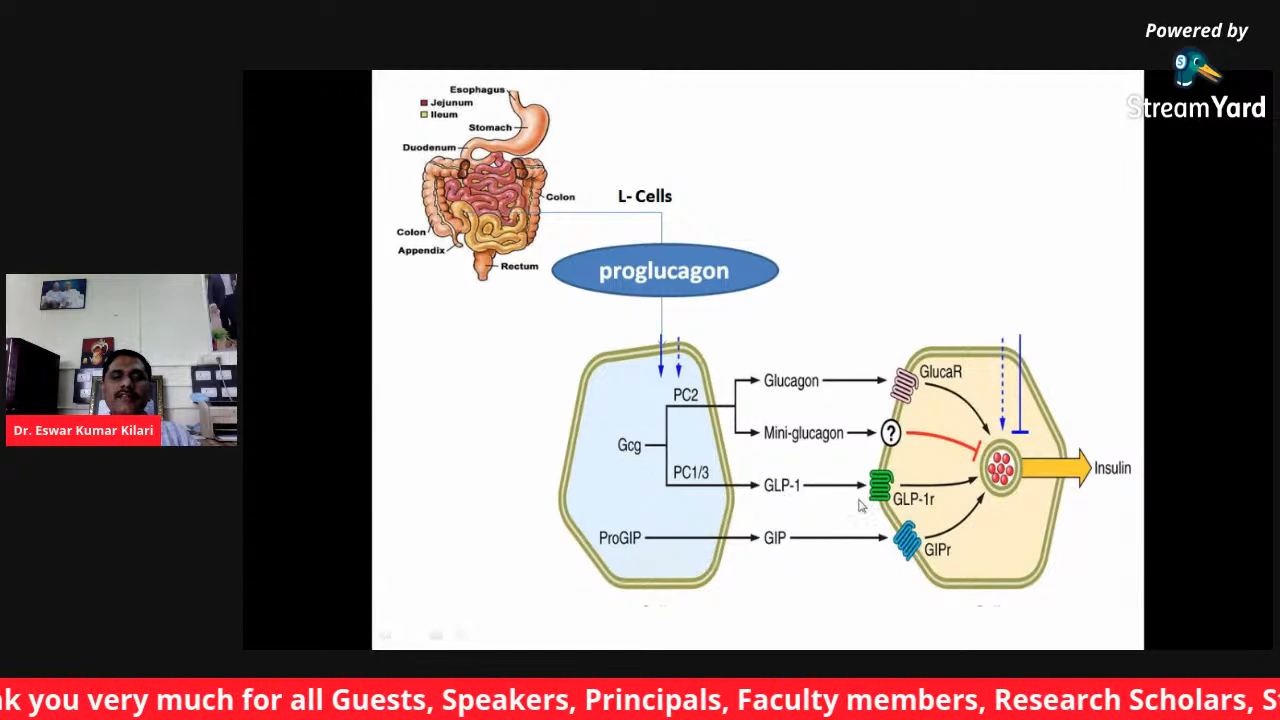 Powered by
StreamYard
Esophagus
Jejunum
Ileum
Stomach
Duodenum
Colon
L- Cells
Colon
Appendix
Rectum
proglucagon
PC2
Glucagon
GlucaR
Mini-glucagon
?
Gcg
PC1/3
GLP-1
GLP-1r
Insulin
ProGIP
GIP
GIPr
Dr. Eswar Kumar Kilari
you very much for all Guests, Speakers, Principals, Faculty members, Research Scholars,